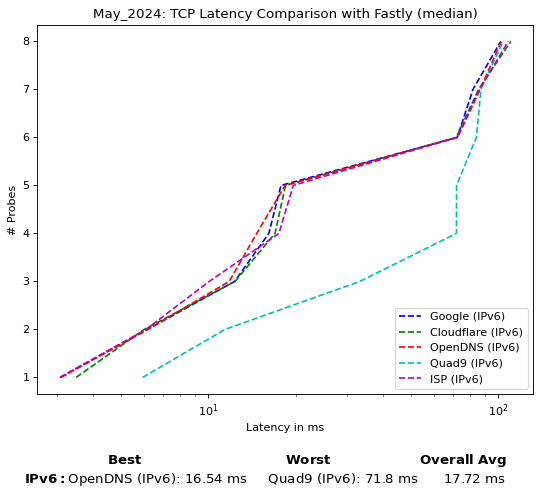 May_2024: TCP Latency Comparison with Fastly (median)
8
7
6
5
4
3
2
1
# Probes
Google (IPv6)
Cloudflare (IPv6)
OpenDNS (IPv6)
Quad9 (IPv6)
ISP (IPv6)
10¹ 10²
Latency in ms
Best Worst Overall Avg
IPv6: OpenDNS (IPv6): 16.54 ms Quad9 (IPv6): 71.8 ms 17.72 ms